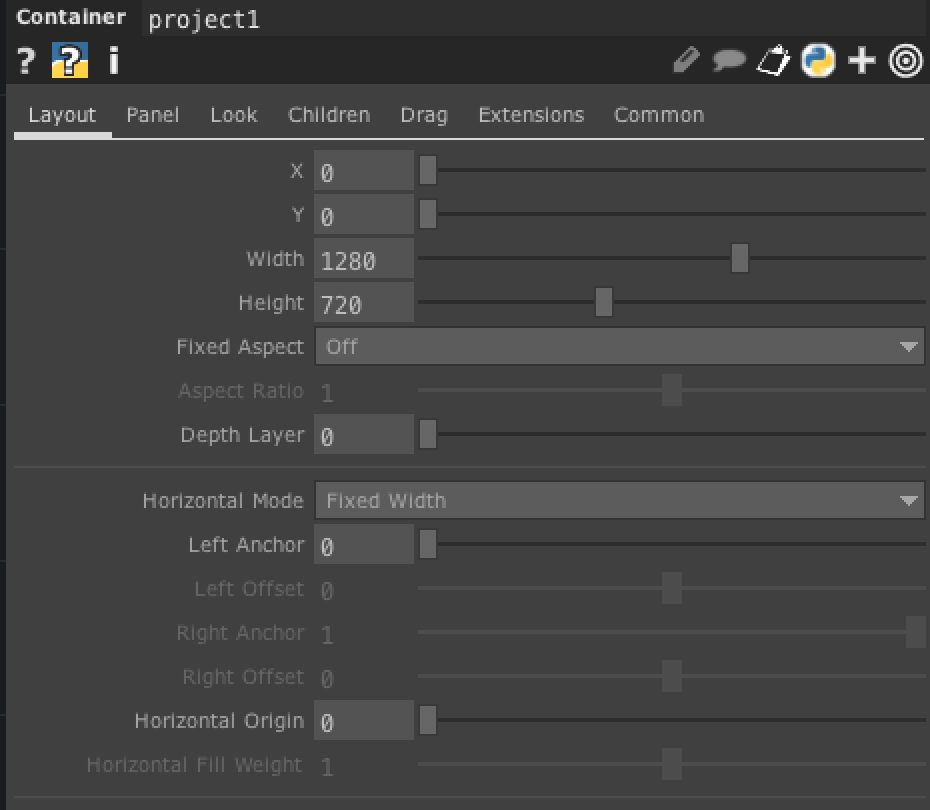 Container project1
? ? i
Layout Panel Look Children Drag Extensions Common
X 0
Y 0
Width 1280
Height 720
Fixed Aspect Off
Aspect Ratio 1
Depth Layer 0
Horizontal Mode Fixed Width
Left Anchor 0
Left Offset 0
Right Anchor 1
Right Offset 0
Horizontal Origin 0
Horizontal Fill Weight 1